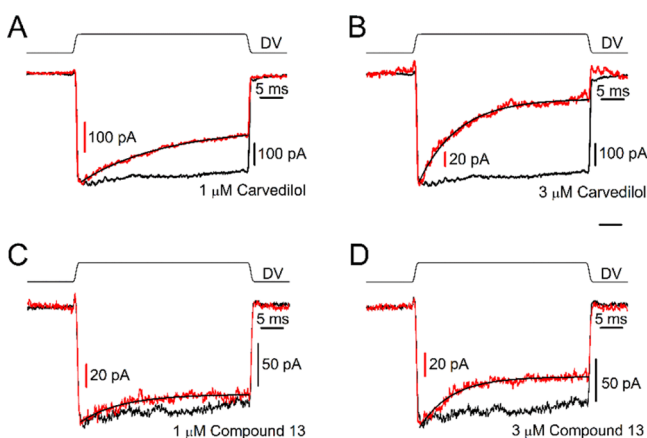 A
DV
5 ms
100 pA
100 pA
1 μM Carvedilol
B
DV
5 ms
20 pA
100 pA
3 μM Carvedilol
C
DV
5 ms
20 pA
50 pA
1 μM Compound 13
D
DV
5 ms
20 pA
50 pA
3 μM Compound 13